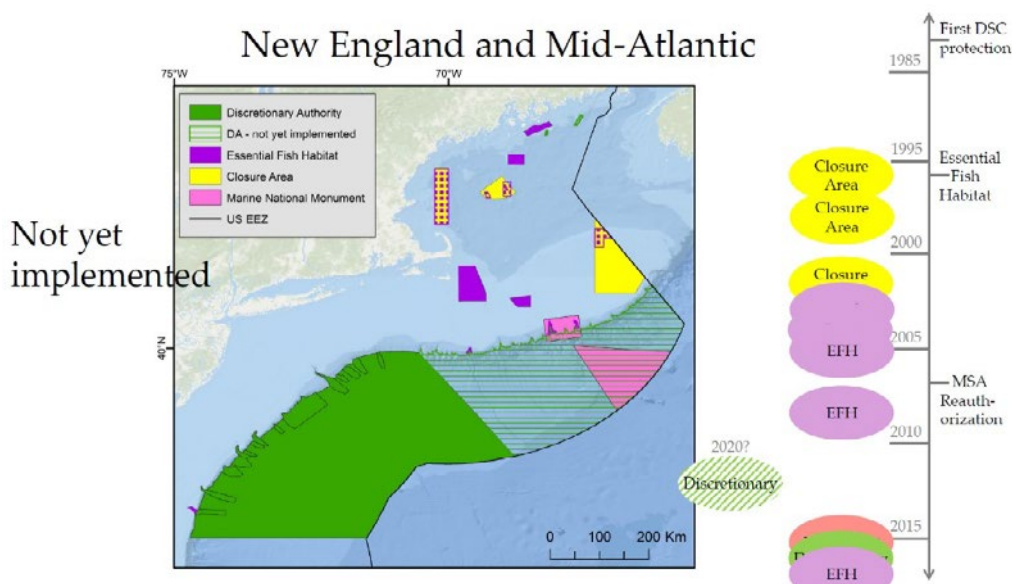 New England and Mid-Atlantic
75°W
70°W
Discretionary Authority
DA - not yet implemented
Essential Fish Habitat
Closure Area
Marine National Monument
US EEZ
Not yet
implemented
40°N
0 100 200 Km
First DSC
protection
1985
1995
Closure
Area
Essential
Fish
Habitat
Closure
Area
2000
Closure
2005
EFH
MSA
Reauth-
orization
EFH
2010
2020?
Discretionary
2015
EFH